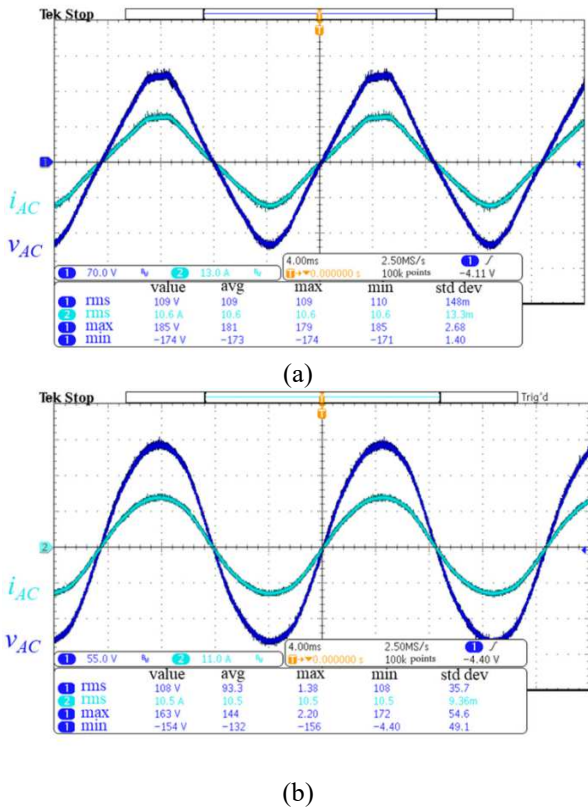 Tek Stop
T
T
1
i_AC
v_AC
1 70.0 V 2 13.0 A
4.00ms 2.50MS/s 1
T→▼0.000000 s 100k points −4.11 V
value avg max min std dev
1 rms 109 V 109 109 110 148m
2 rms 10.6 A 10.6 10.6 10.6 13.3m
1 max 185 V 181 179 185 2.68
1 min −174 V −173 −174 −171 1.40
(a)
Tek Stop Trig'd
T
T
2
i_AC
v_AC
1 55.0 V 2 11.0 A
4.00ms 2.50MS/s 1
T→▼0.000000 s 100k points −4.40 V
value avg max min std dev
1 rms 108 V 93.3 1.38 108 35.7
2 rms 10.5 A 10.5 10.5 10.5 9.36m
1 max 163 V 144 2.20 172 54.6
1 min −154 V −132 −156 −4.40 49.1
(b)